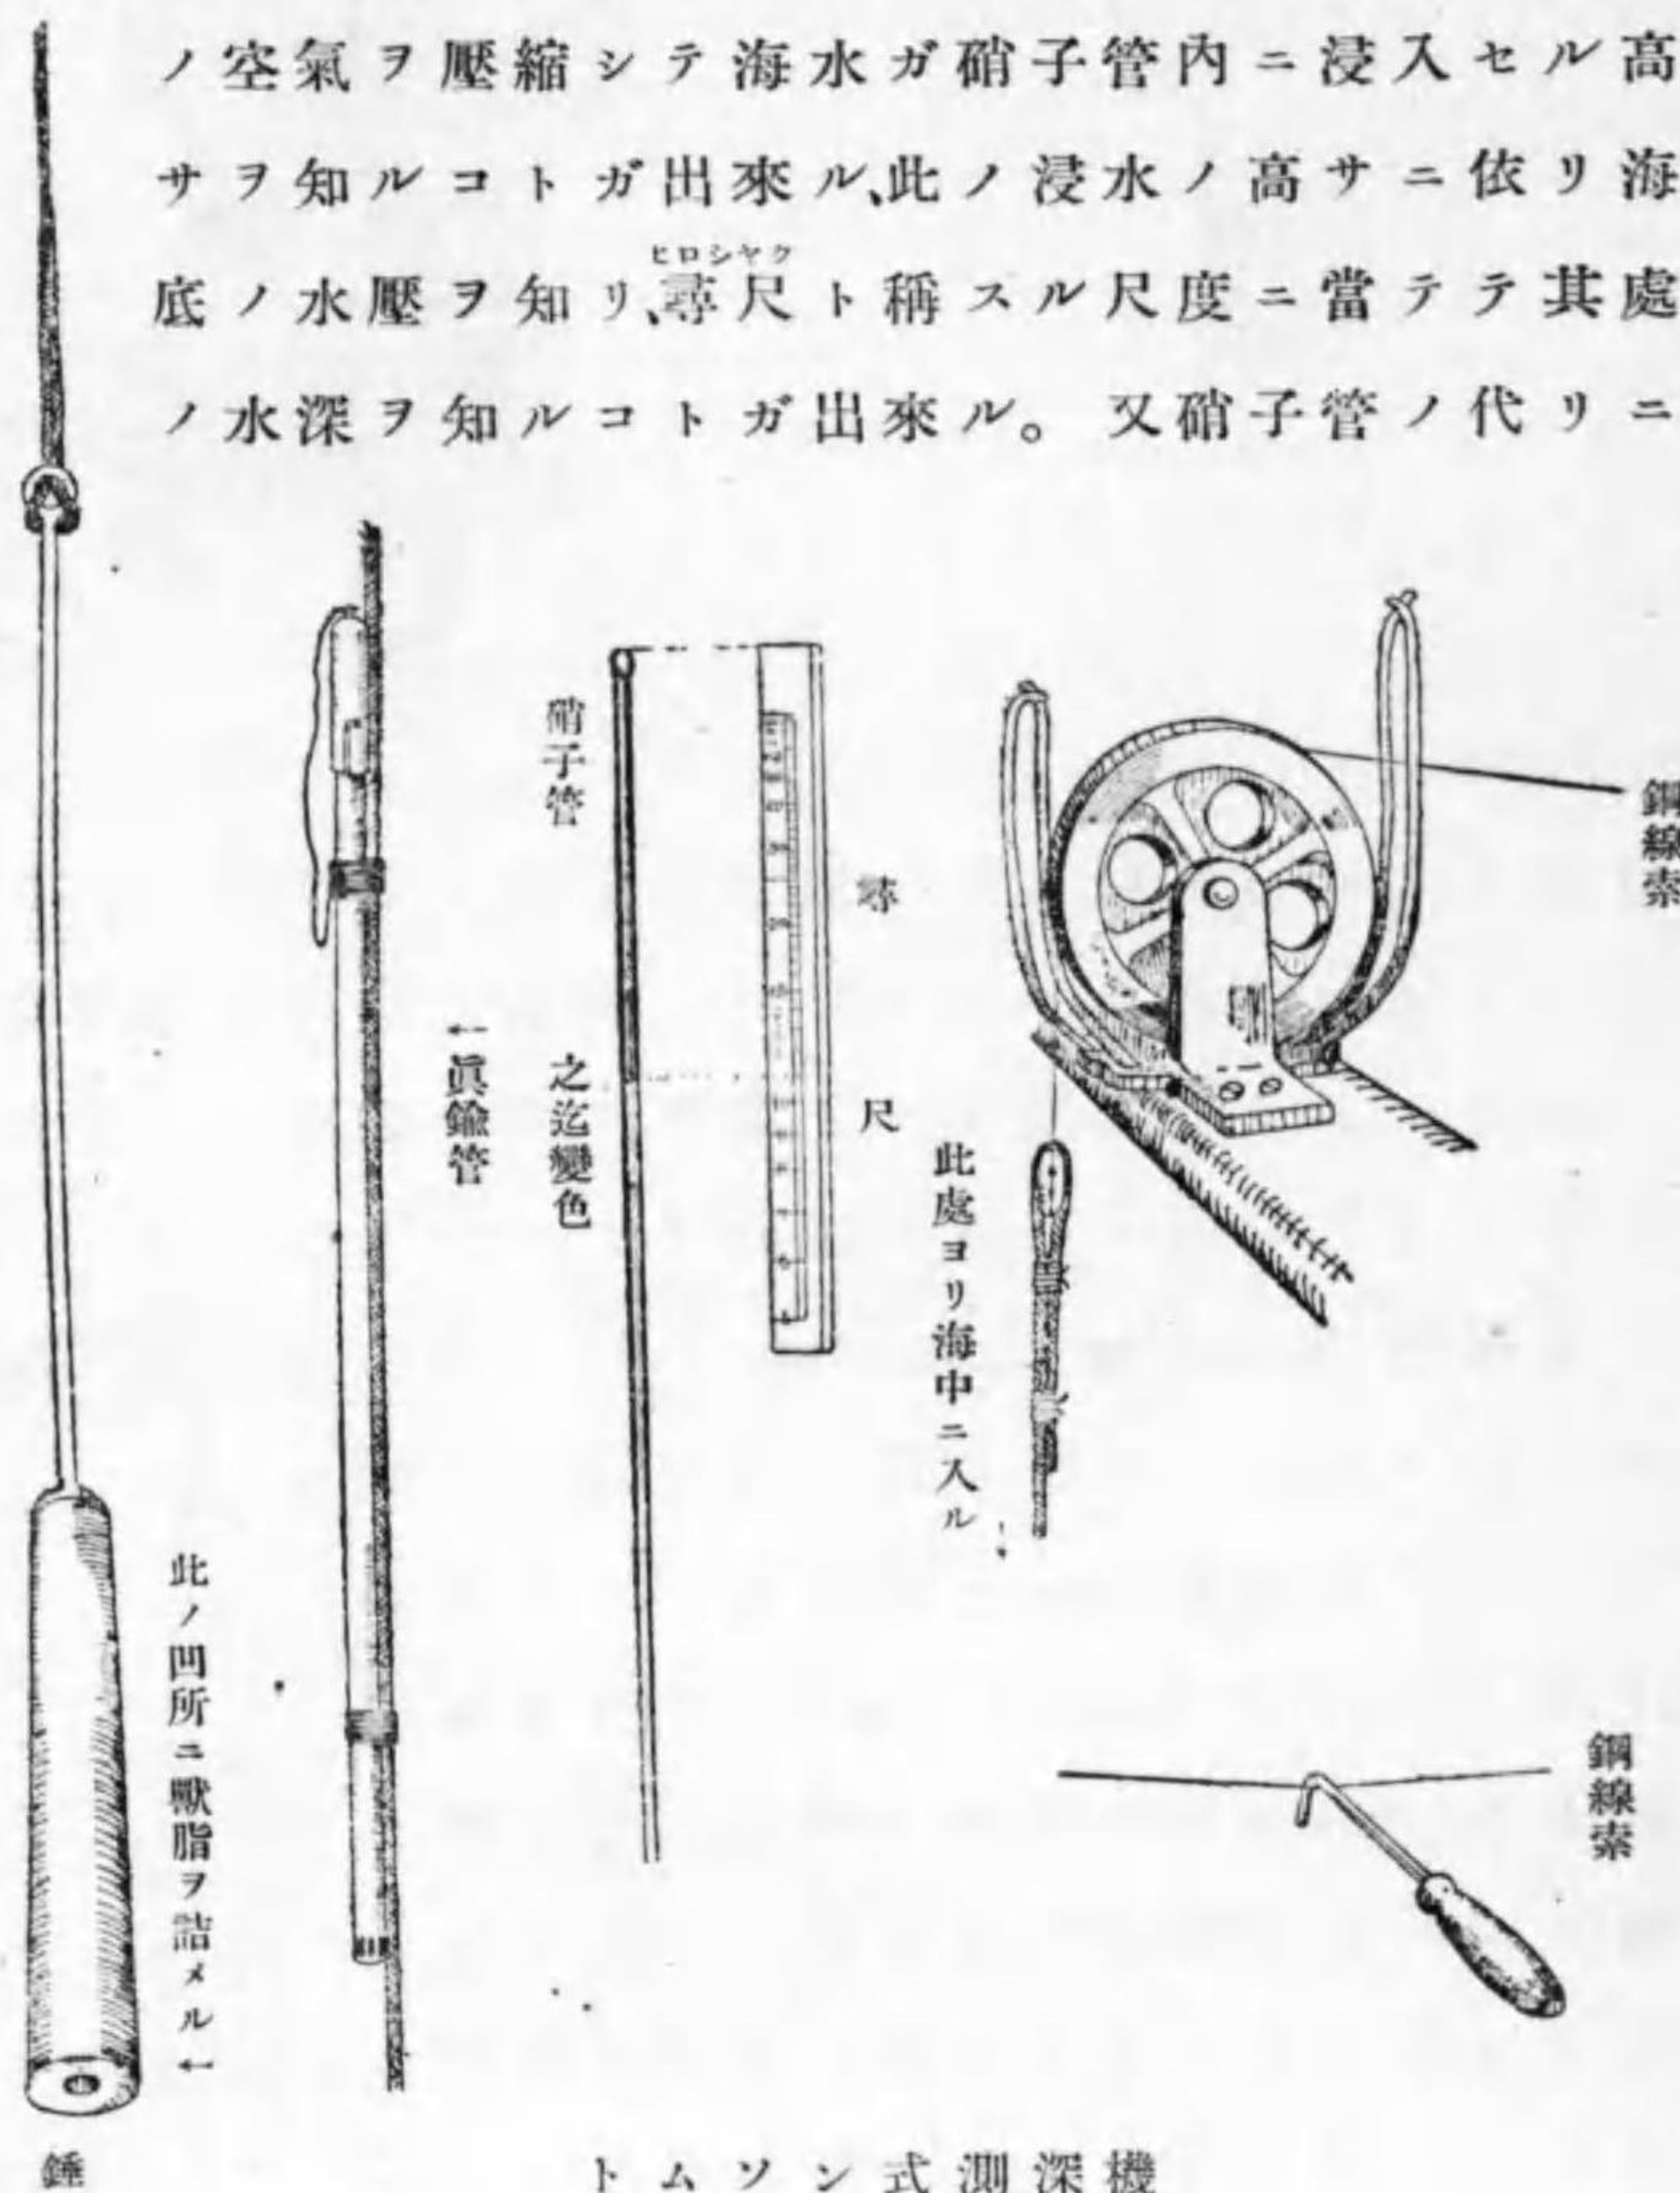 ノ空氣ヲ壓縮シテ海水ガ硝子管內ニ浸入セル高
サヲ知ルコトガ出來ル、此ノ浸水ノ高サニ依リ海
ヒロシヤク
底ノ水壓ヲ知リ、尋尺ト稱スル尺度ニ當テテ其處
ノ水深ヲ知ルコトガ出來ル。又硝子管ノ代リニ
鋼線索
尋尺
硝子管
之迄變色
←眞鍮管
此處ヨリ海中ニ入ル→
鋼線索
此ノ凹所ニ獸脂ヲ詰メル←
錘
トムソン式測深機